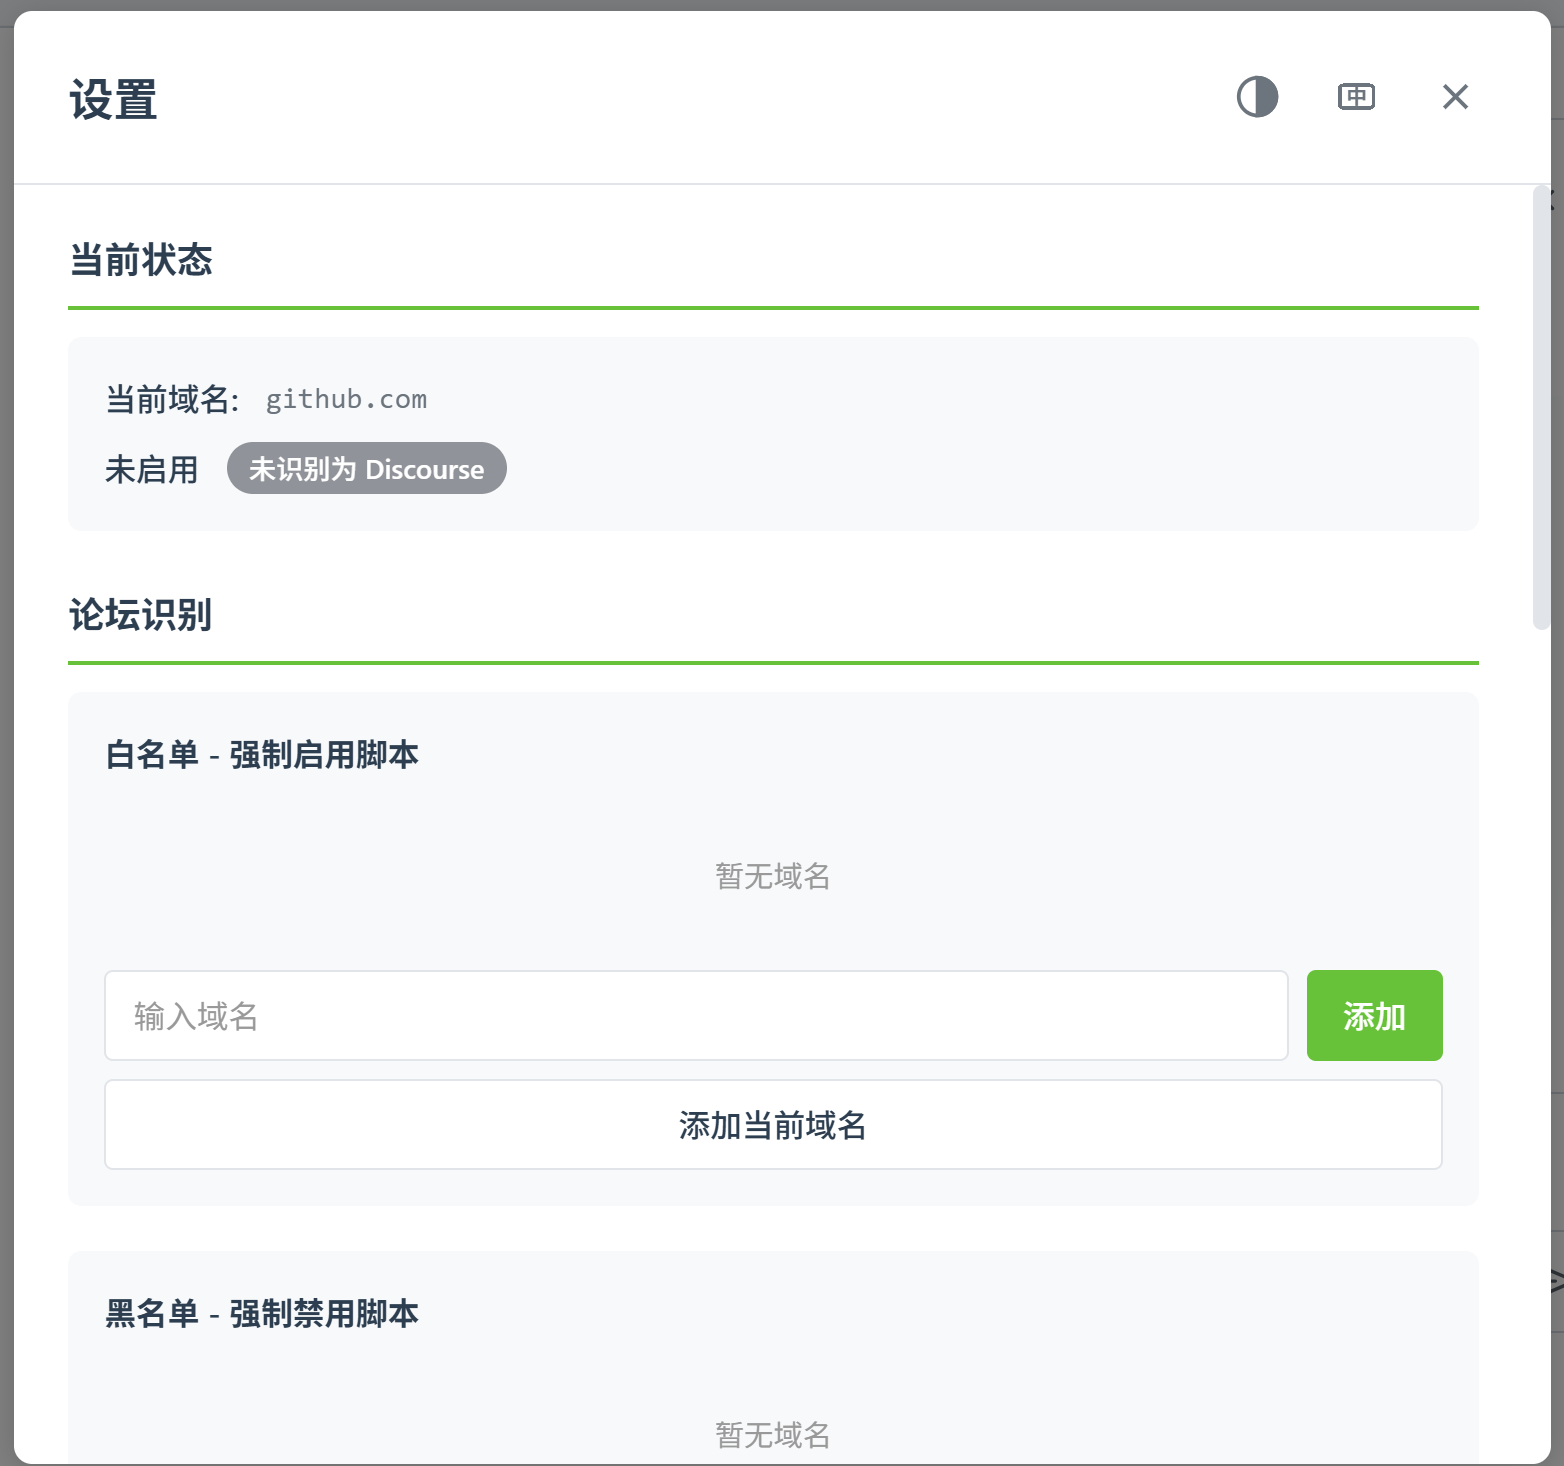 设置
中
当前状态
当前域名: github.com
未启用 未识别为 Discourse
论坛识别
白名单 - 强制启用脚本
暂无域名
输入域名 添加
添加当前域名
黑名单 - 强制禁用脚本
暂无域名